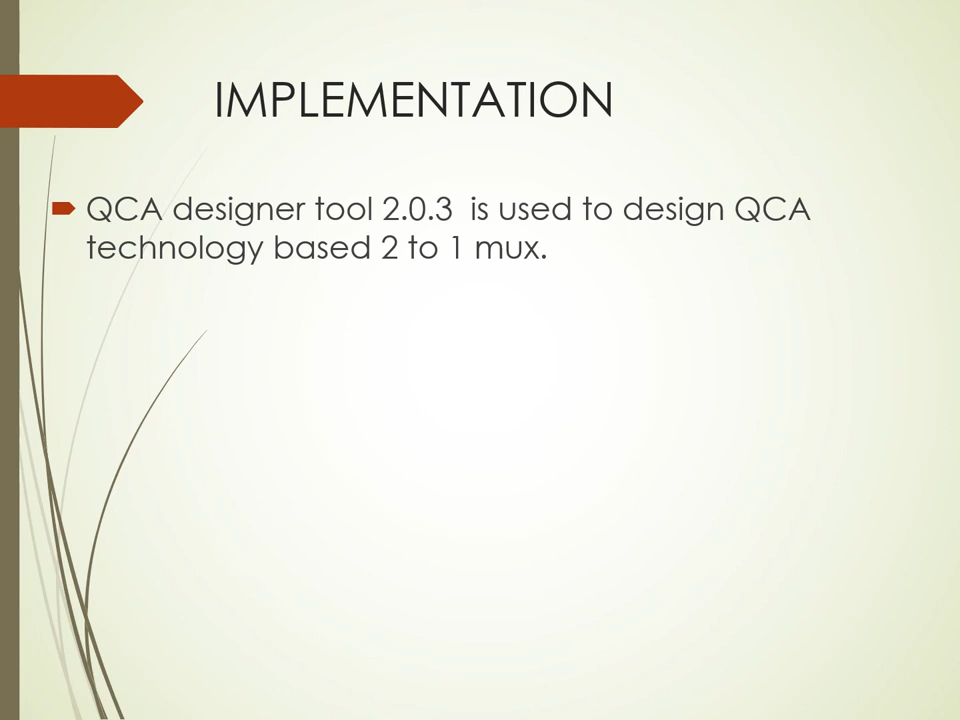 IMPLEMENTATION
QCA designer tool 2.0.3  is used to design QCA
technology based 2 to 1 mux.